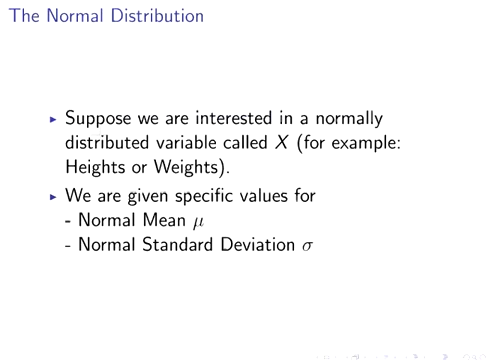 The Normal Distribution
▸ Suppose we are interested in a normally
distributed variable called X (for example:
Heights or Weights).
▸ We are given specific values for
- Normal Mean μ
- Normal Standard Deviation σ